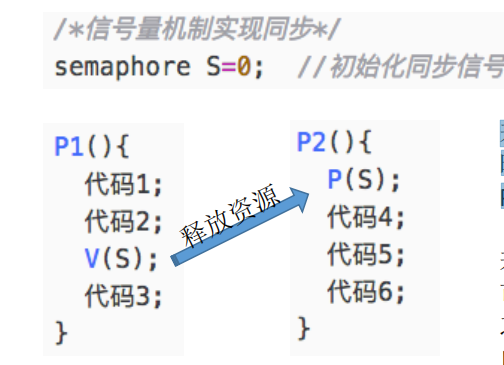 /*信号量机制实现同步*/
semaphore S=0; //初始化同步信号
P1(){
代码1;
代码2;
V(S);
代码3;
}
释放资源
P2(){
P(S);
代码4;
代码5;
代码6;
}